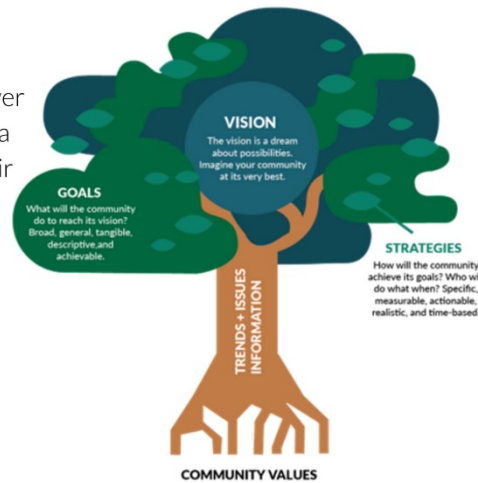 er
a
ir
VISION
The vision is a dream
about possibilities.
Imagine your community
at its very best.
GOALS
What will the community
do to reach its vision?
Broad, general, tangible,
descriptive,and
achievable.
STRATEGIES
How will the community
achieve its goals? Who wi
do what when? Specific,
measurable, actionable,
realistic, and time-based
TRENDS + ISSUES
INFORMATION
COMMUNITY VALUES